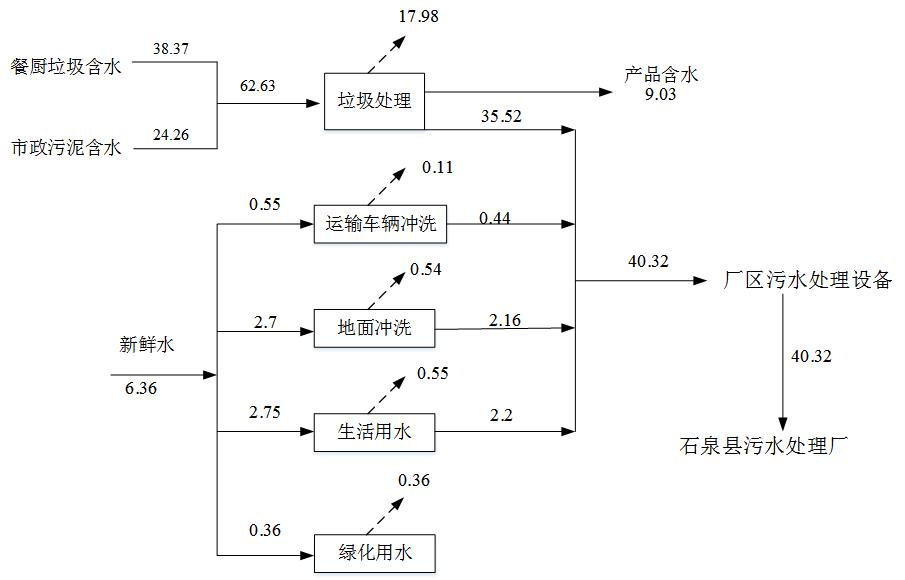 17.98
38.37
餐厨垃圾含水
62.63
垃圾处理
产品含水
9.03
35.52
24.26
市政污泥含水
0.11
0.55
运输车辆冲洗
0.44
0.54
40.32
厂区污水处理设备
2.7
地面冲洗
2.16
新鲜水
6.36
40.32
0.55
2.75
生活用水
2.2
石泉县污水处理厂
0.36
0.36
绿化用水